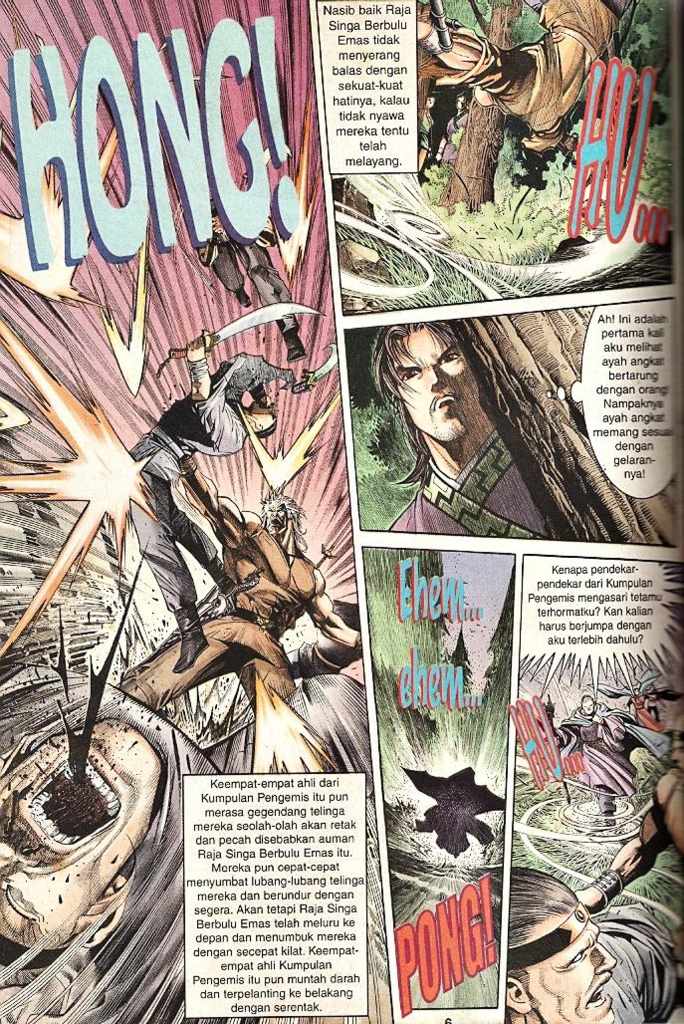 HONG!
Nasib baik Raja
Singa Berbulu
Emas tidak
menyerang
balas dengan
sekuat-kuat
hatinya, kalau
tidak nyawa
mereka tentu
telah
melayang.
HU...
Ah! Ini adalah
pertama kali
aku melihat
ayah angkat
bertarung
dengan orang!
Nampaknya
ayah angkat
memang sesuai
dengan
gelaran-
nya!
Keempat-empat ahli dari
Kumpulan Pengemis itu pun
merasa gegendang telinga
mereka seolah-olah akan retak
dan pecah disebabkan auman
Raja Singa Berbulu Emas itu.
Mereka pun cepat-cepat
menyumbat lubang-lubang telinga
mereka dan berundur dengan
segera. Akan tetapi Raja Singa
Berbulu Emas telah meluru ke
depan dan menumbuk mereka
dengan secepat kilat. Keempat-
empat ahli Kumpulan
Pengemis itu pun muntah darah
dan terpelanting ke belakang
dengan serentak.
Ehem...
ehem...
PONG!
Kenapa pendekar-
pendekar dari Kumpulan
Pengemis mengasari tetamu
terhormatku? Kan kalian
harus berjumpa dengan
aku terlebih dahulu?
HU...
6